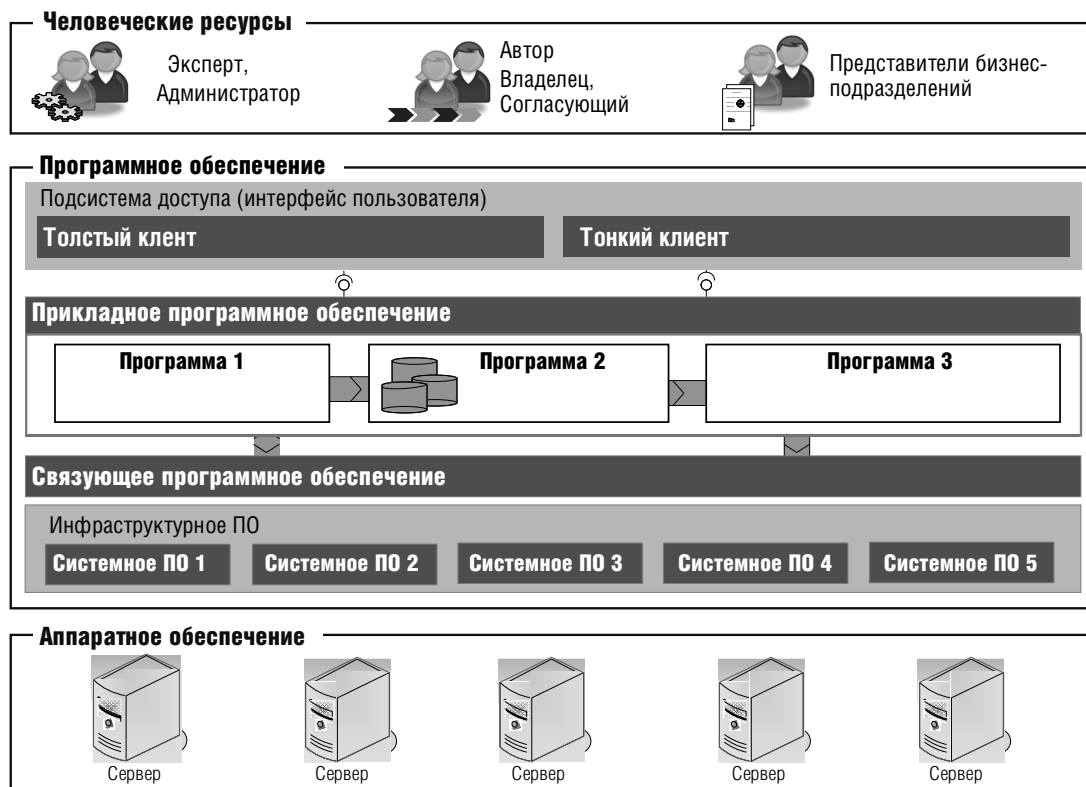 Человеческие ресурсы
Эксперт,
Администратор
Автор
Владелец,
Согласующий
Представители бизнес-
подразделений
Программное обеспечение
Подсистема доступа (интерфейс пользователя)
Толстый клент
Тонкий клиент
Прикладное программное обеспечение
Программа 1
Программа 2
Программа 3
Связующее программное обеспечение
Инфраструктурное ПО
Системное ПО 1
Системное ПО 2
Системное ПО 3
Системное ПО 4
Системное ПО 5
Аппаратное обеспечение
Сервер
Сервер
Сервер
Сервер
Сервер